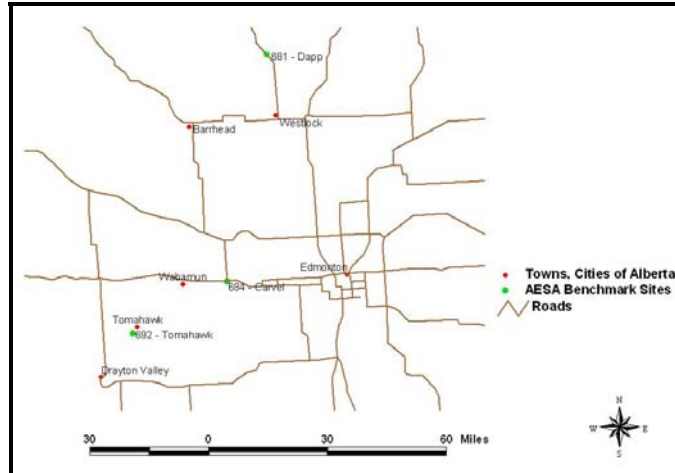 681 - Dapp
Westlock
Barrhead
Edmonton
Wabamun
684 - Carvel
Tomahawk
692 - Tomahawk
Drayton Valley
Towns, Cities of Alberta
AESA Benchmark Sites
Roads
30 0 30 60 Miles
N
W E
S